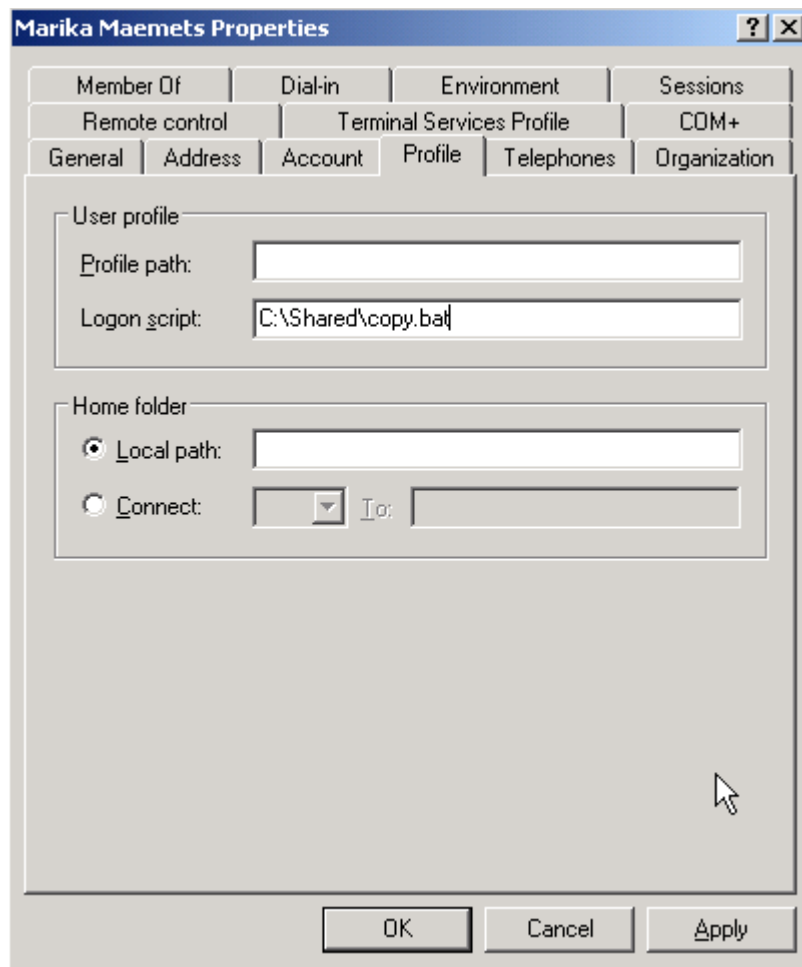 Marika Maemets Properties
Member Of Dial-in Environment Sessions
Remote control Terminal Services Profile COM+
General Address Account Profile Telephones Organization
User profile
Profile path:
Logon script: C:\Shared\copy.bat
Home folder
Local path:
Connect: To:
OK Cancel Apply